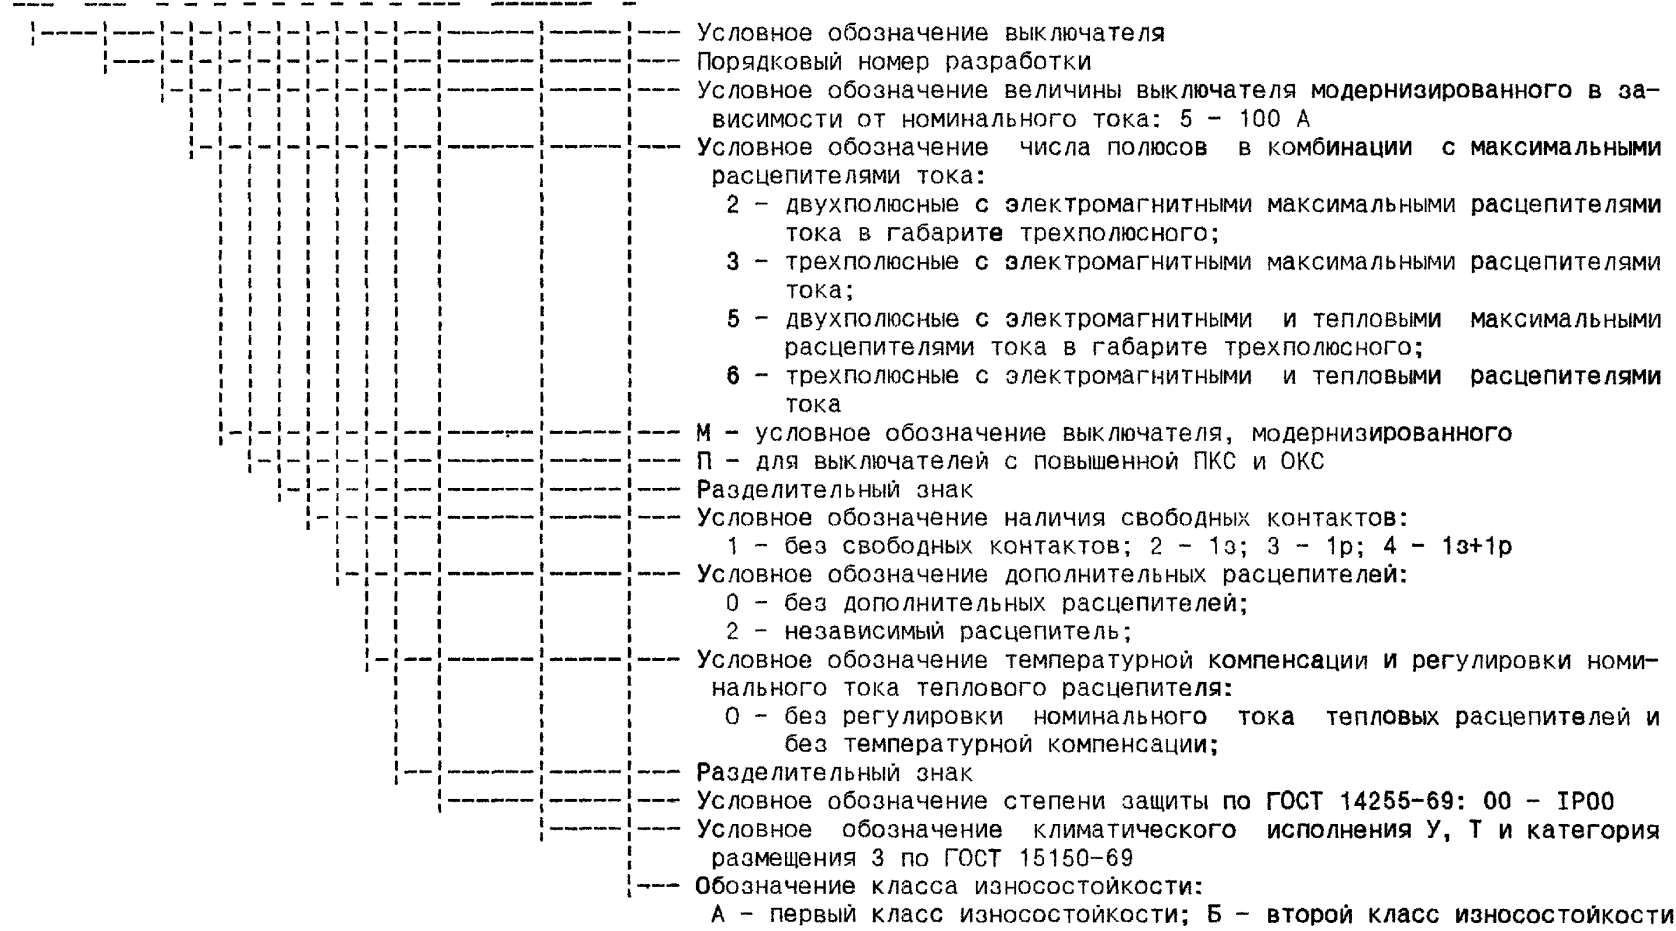 Условное обозначение выключателя
Порядковый номер разработки
Условное обозначение величины выключателя модернизированного в за-
висимости от номинального тока: 5 - 100 А
Условное обозначение числа полюсов в комбинации с максимальными
расцепителями тока:
2 - двухполюсные с электромагнитными максимальными расцепителями
тока в габарите трехполюсного;
3 - трехполюсные с электромагнитными максимальными расцепителями
тока;
5 - двухполюсные с электромагнитными и тепловыми максимальными
расцепителями тока в габарите трехполюсного;
6 - трехполюсные с электромагнитными и тепловыми расцепителями
тока
М - условное обозначение выключателя, модернизированного
П - для выключателей с повышенной ПКС и ОКС
Разделительный знак
Условное обозначение наличия свободных контактов:
1 - без свободных контактов; 2 - 1з; 3 - 1р; 4 - 1з+1р
Условное обозначение дополнительных расцепителей:
0 - без дополнительных расцепителей;
2 - независимый расцепитель;
Условное обозначение температурной компенсации и регулировки номи-
нального тока теплового расцепителя:
0 - без регулировки номинального тока тепловых расцепителей и
без температурной компенсации;
Разделительный знак
Условное обозначение степени защиты по ГОСТ 14255-69: 00 - IP00
Условное обозначение климатического исполнения У, Т и категория
размещения 3 по ГОСТ 15150-69
Обозначение класса износостойкости:
А - первый класс износостойкости; Б - второй класс износостойкости